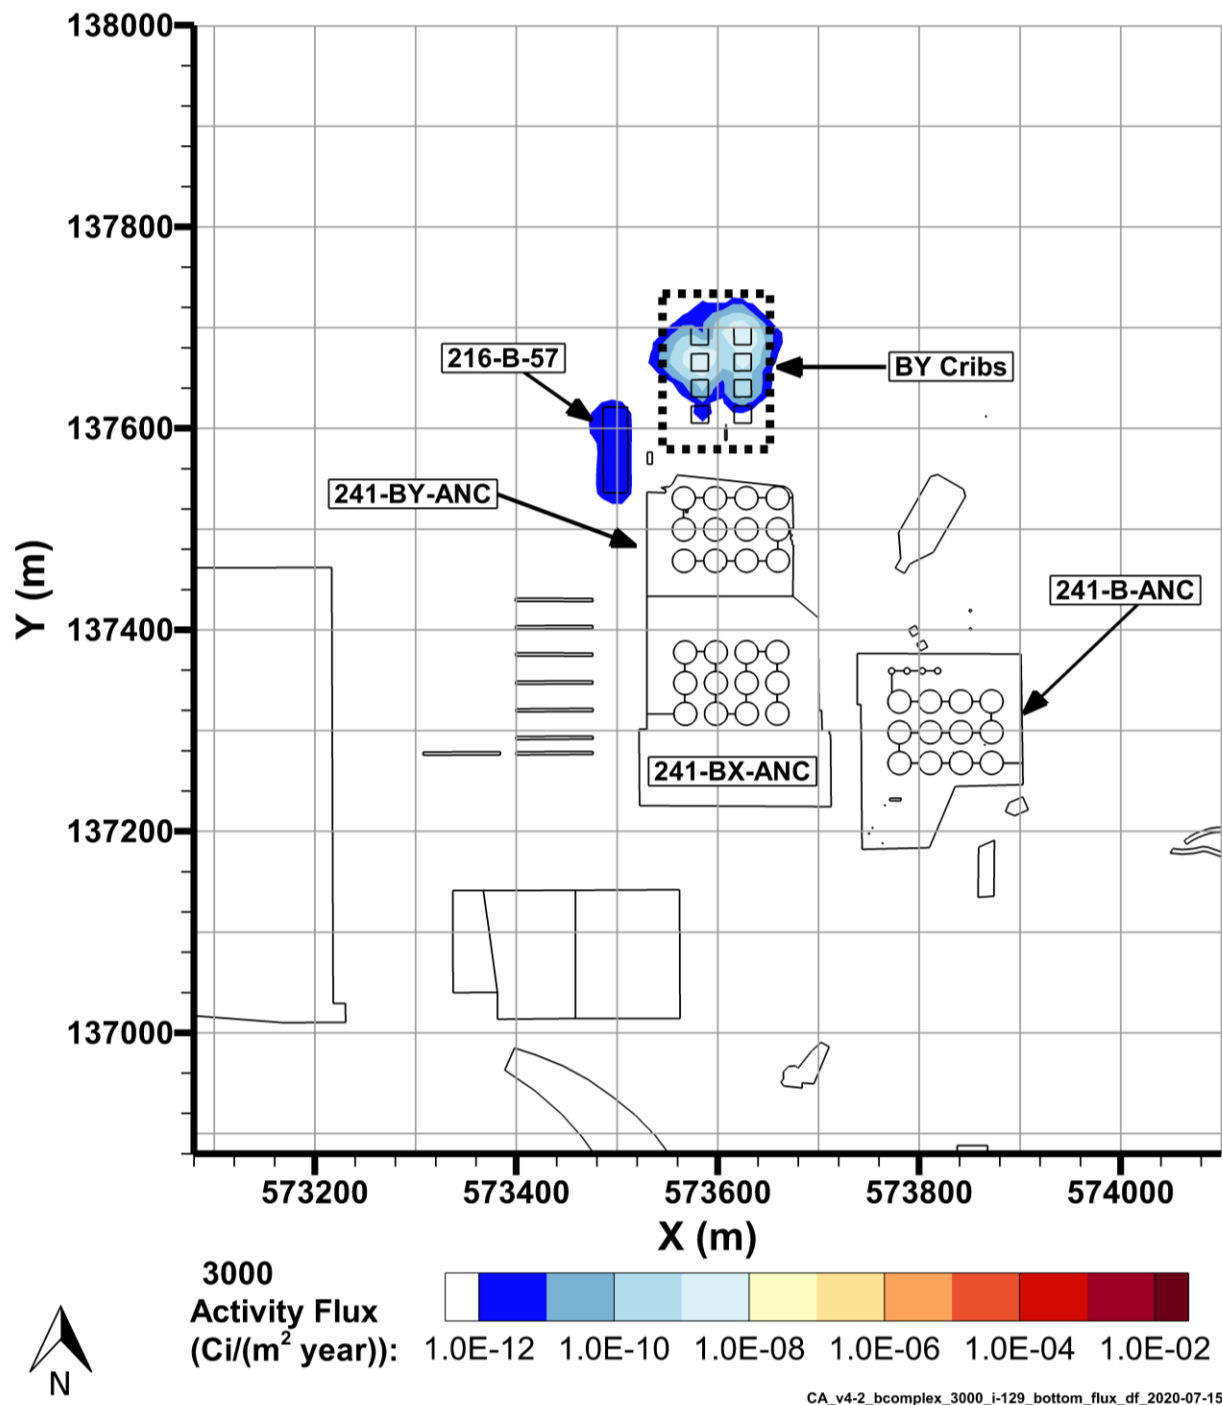 138000
137800
216-B-57
BY Cribs
137600
241-BY-ANC
Y (m)
241-B-ANC
137400
241-BX-ANC
137200
137000
573200 573400 573600 573800 574000
X (m)
3000
Activity Flux
(Ci/(m² year)):
1.0E-12 1.0E-10 1.0E-08 1.0E-06 1.0E-04 1.0E-02
N
CA_v4-2_bcomplex_3000_i-129_bottom_flux_df_2020-07-15